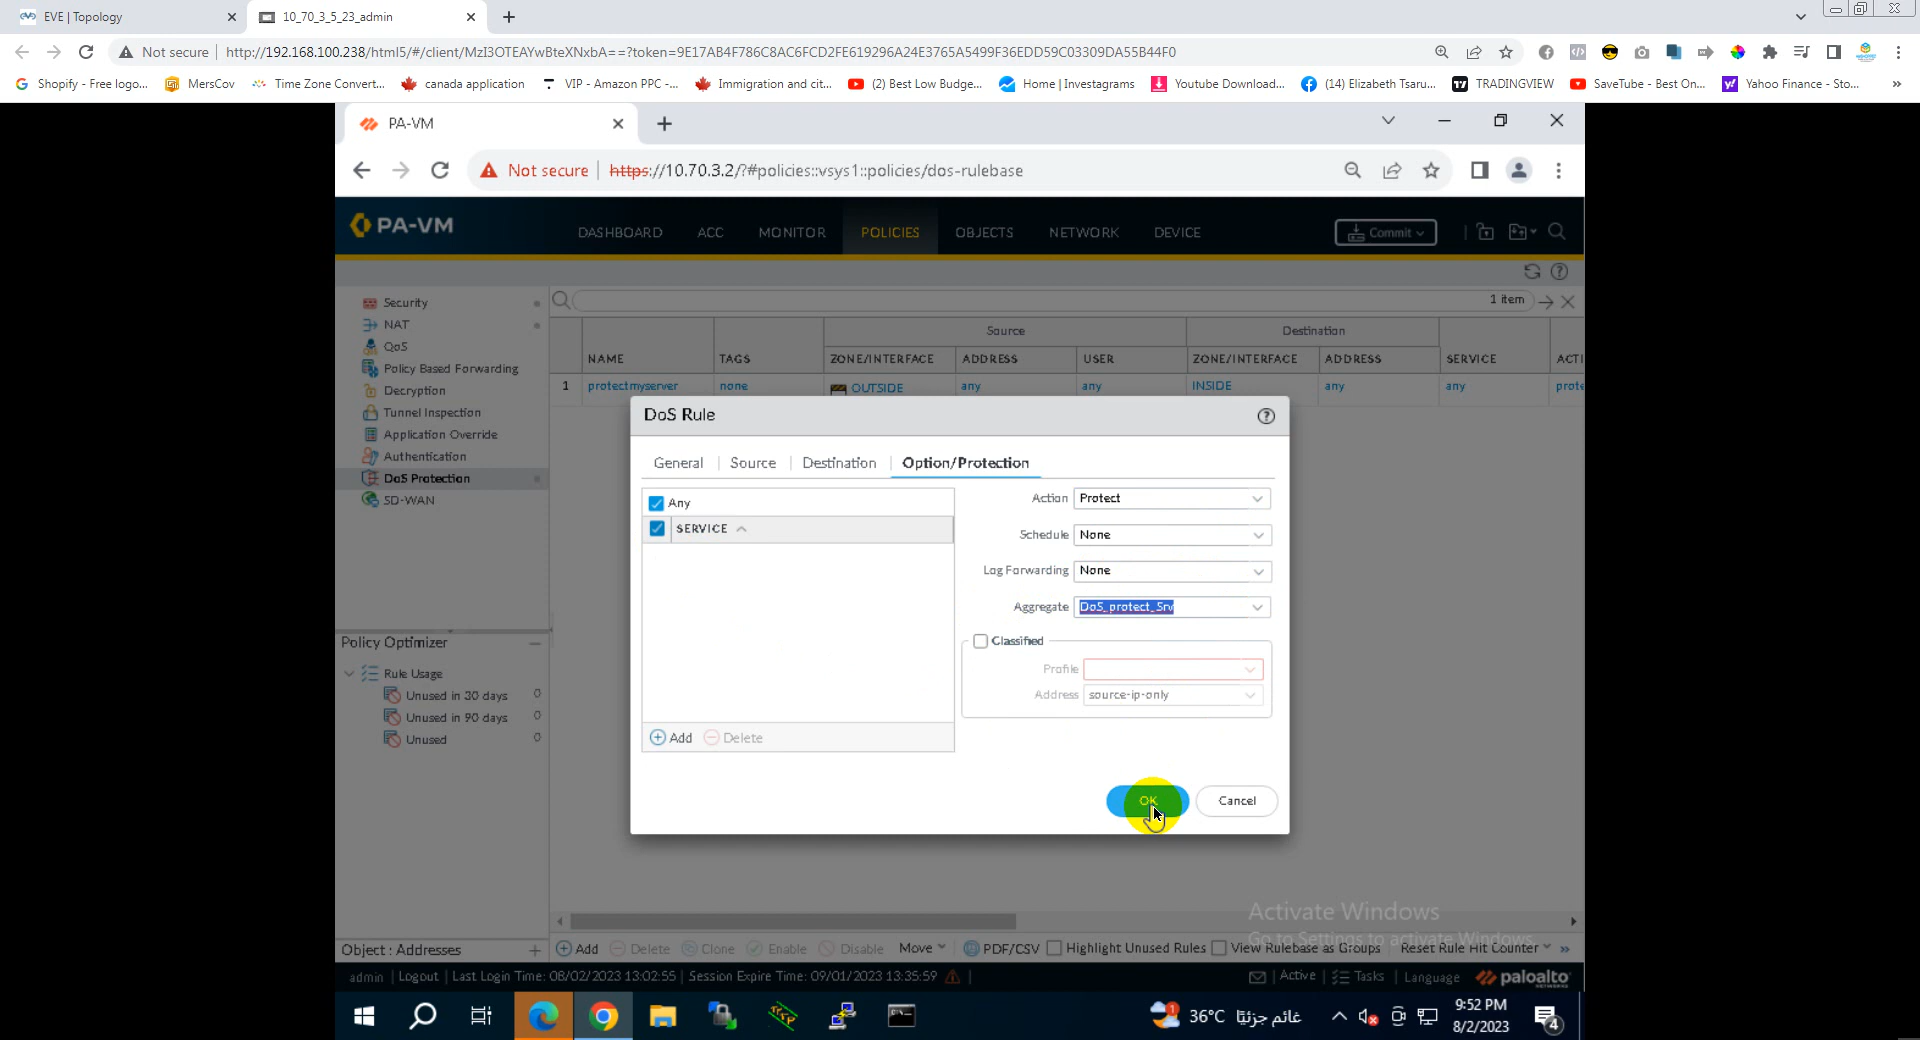 EVE | Topology
10_70_3_5_23_admin
Not secure
http://192.168.100.238/html5/#/client/MzI3OTEAYwBteXNxbA==?token=9E17AB4F786C8AC6FCD2FE619296A24E3765A5499F36EDD59C03309DA55B44F0
Shopify - Free logo...
MersCov
Time Zone Convert...
canada application
VIP - Amazon PPC -...
Immigration and cit...
(2) Best Low Budge...
Home | Investagrams
Youtube Download...
(14) Elizabeth Tsaru...
TRADINGVIEW
SaveTube - Best On...
Yahoo Finance - Sto...
PA-VM
Not secure
https://10.70.3.2/?#policies::vsys1::policies/dos-rulebase
PA-VM
DASHBOARD
ACC
MONITOR
POLICIES
OBJECTS
NETWORK
DEVICE
Commit
Security
NAT
QoS
Policy Based Forwarding
Decryption
Tunnel Inspection
Application Override
Authentication
DoS Protection
SD-WAN
1 item
Source
Destination
NAME
TAGS
ZONE/INTERFACE
ADDRESS
USER
ZONE/INTERFACE
ADDRESS
SERVICE
ACTI
1
protectmyserver
none
OUTSIDE
any
any
INSIDE
any
any
prote
DoS Rule
General
Source
Destination
Option/Protection
Any
SERVICE
Action
Protect
Schedule
None
Log Forwarding
None
Aggregate
DoS_protect_Srv
Classified
Profile
Address
source-ip-only
Add
Delete
OK
Cancel
Policy Optimizer
Rule Usage
Unused in 30 days
0
Unused in 90 days
0
Unused
0
Object : Addresses
Activate Windows
Go to Settings to activate Windows.
Add
Delete
Clone
Enable
Disable
Move
PDF/CSV
Highlight Unused Rules
View Rulebase as Groups
Reset Rule Hit Counter
admin | Logout | Last Login Time: 08/02/2023 13:02:55 | Session Expire Time: 09/01/2023 13:35:59
Active
Tasks
Language
paloalto
NETWORKS
36°C
غائم جزئيًا
9:52 PM
8/2/2023
4